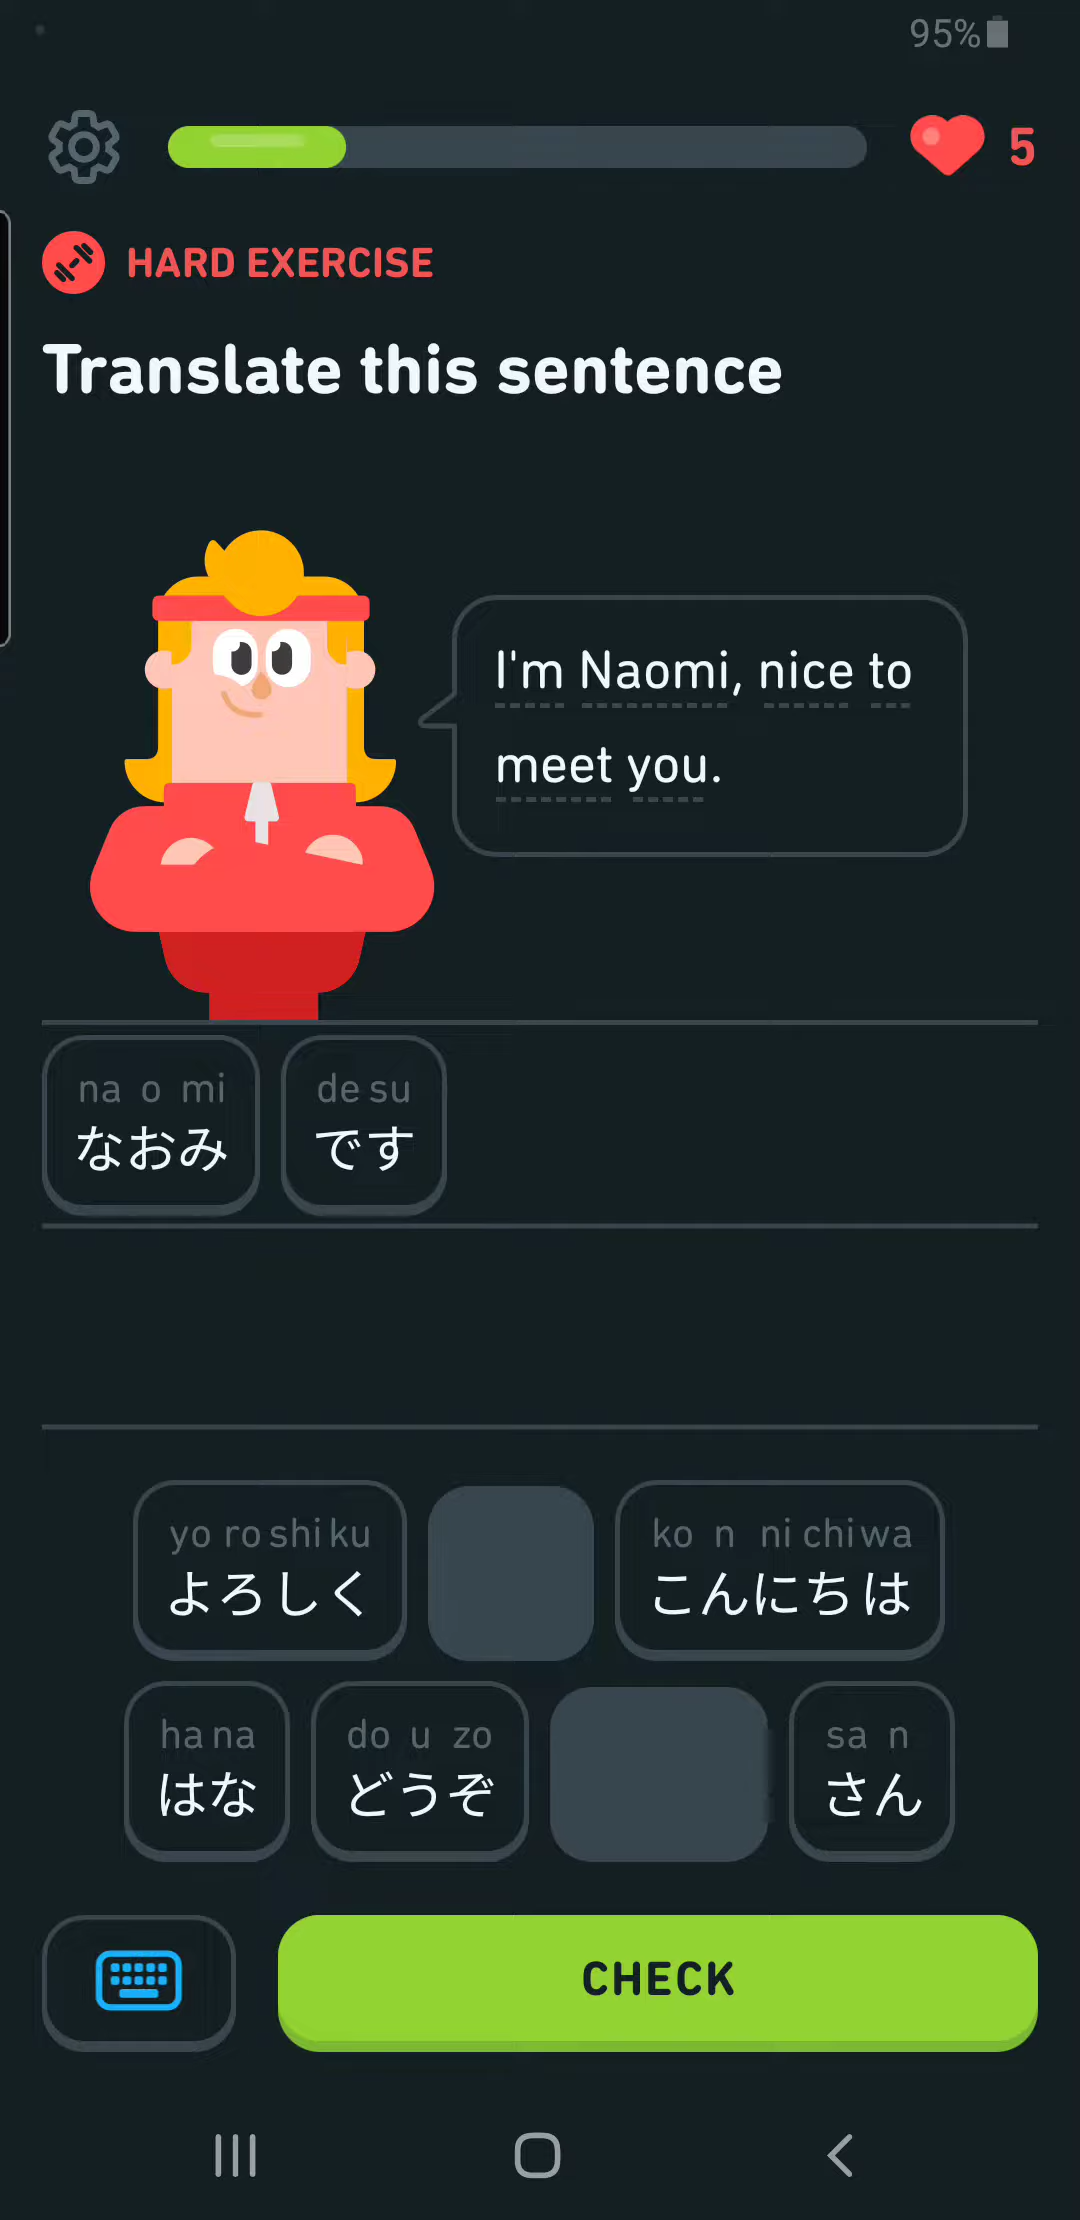 95%
5
HARD EXERCISE
Translate this sentence
I'm Naomi, nice to
meet you.
na o mi de su
なおみ です
yo ro shi ku ko n ni chi wa
よろしく こんにちは
ha na do u zo sa n
はな どうぞ さん
CHECK